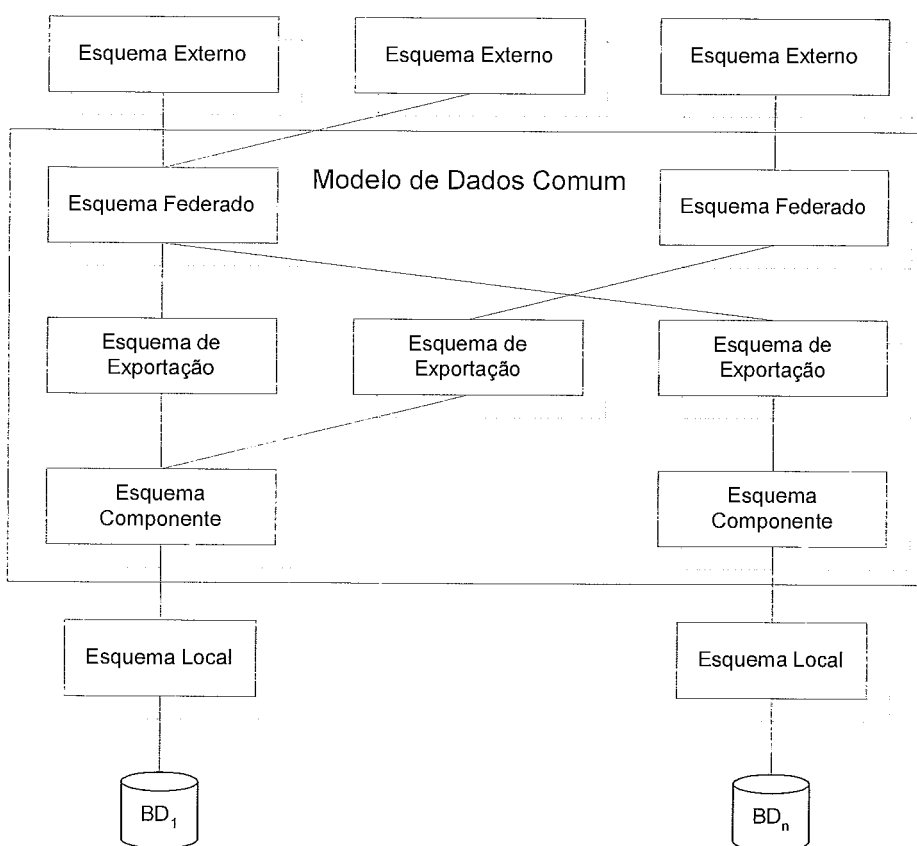 Esquema Externo
Esquema Externo
Esquema Externo
Modelo de Dados Comum
Esquema Federado
Esquema Federado
Esquema de
Exportação
Esquema de
Exportação
Esquema de
Exportação
Esquema
Componente
Esquema
Componente
Esquema Local
Esquema Local
BD1
BDn